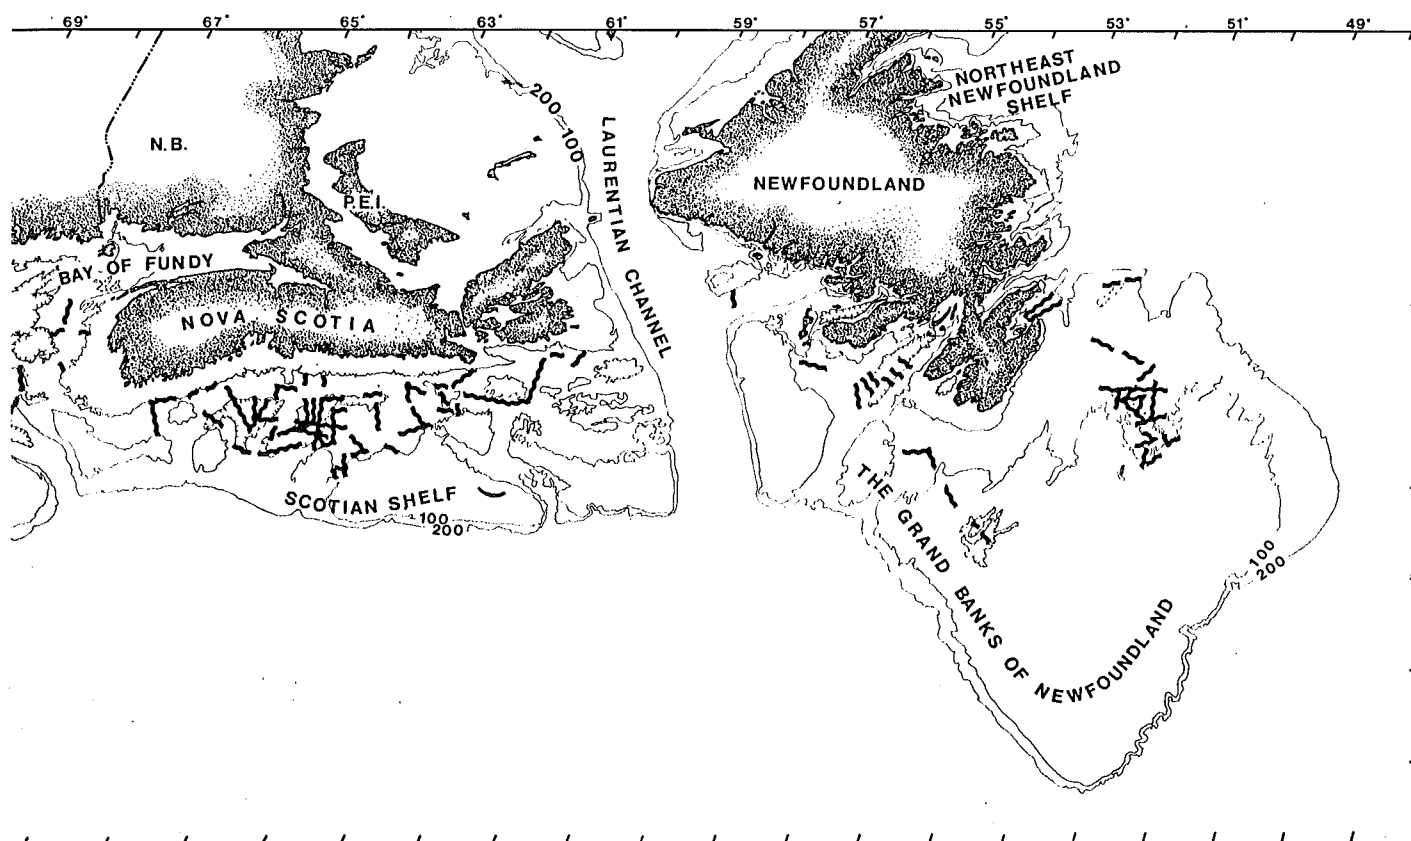 69° 67° 65° 63° 61° 59° 57° 55° 53° 51° 49°
NORTHEAST
NEWFOUNDLAND
SHELF
200
100
N.B.
LAURENTIAN CHANNEL
NEWFOUNDLAND
P.E.I.
BAY OF FUNDY
NOVA SCOTIA
SCOTIAN SHELF
100
200
THE GRAND BANKS OF NEWFOUNDLAND
100
200